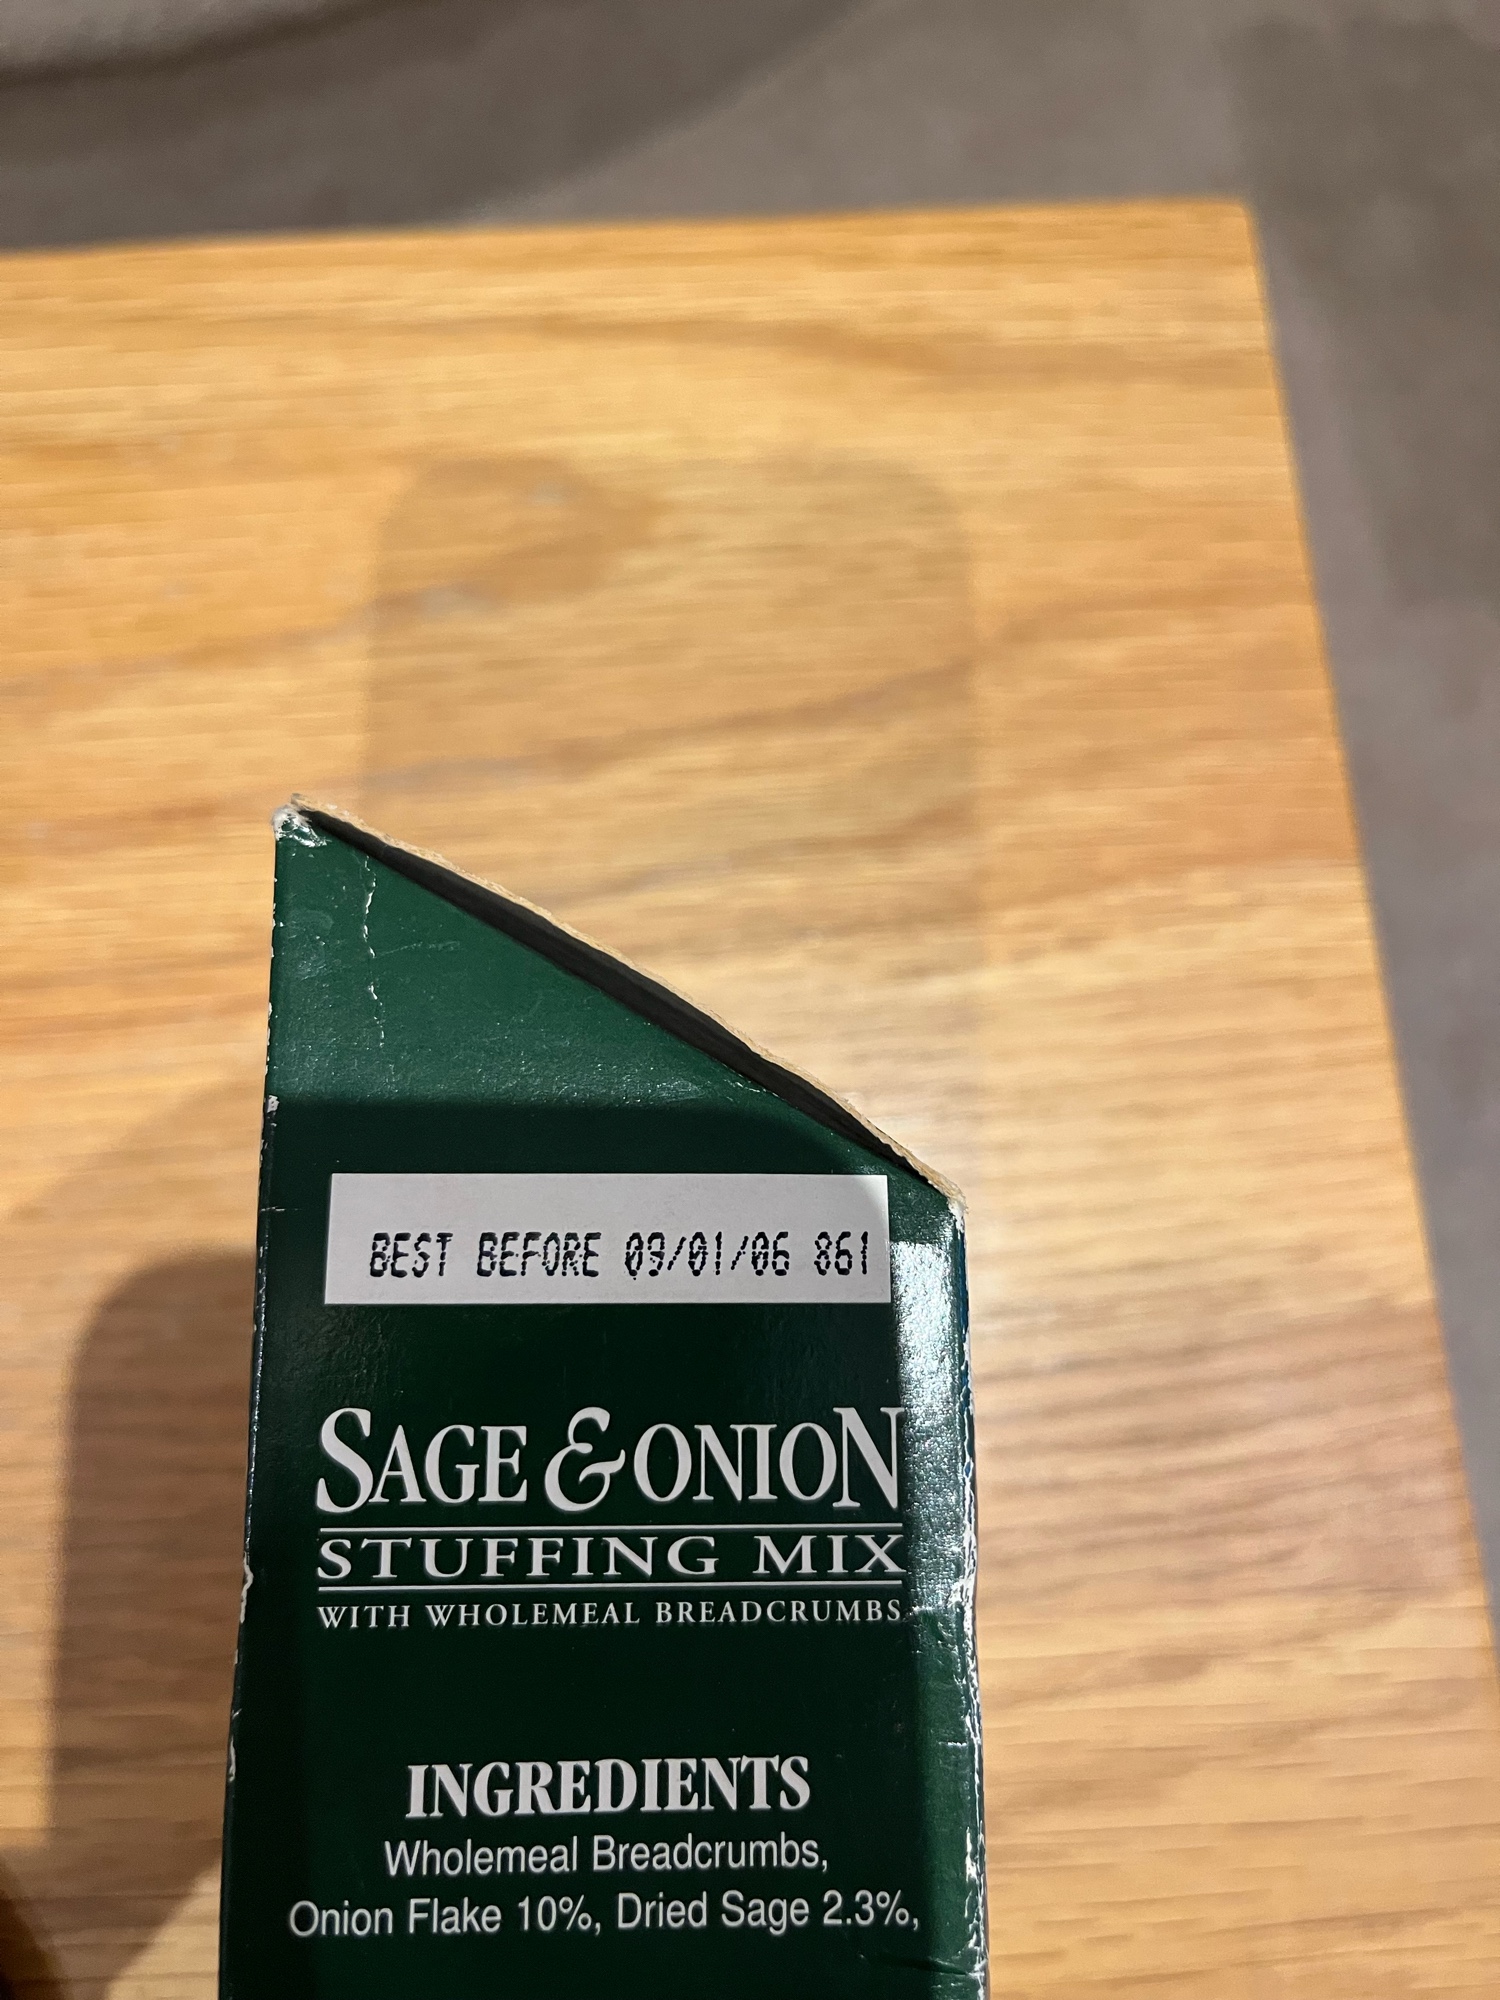 BEST BEFORE 09/01/06 861
SAGE & ONION
STUFFING MIX
WITH WHOLEMEAL BREADCRUMBS
INGREDIENTS
Wholemeal Breadcrumbs,
Onion Flake 10%, Dried Sage 2.3%,